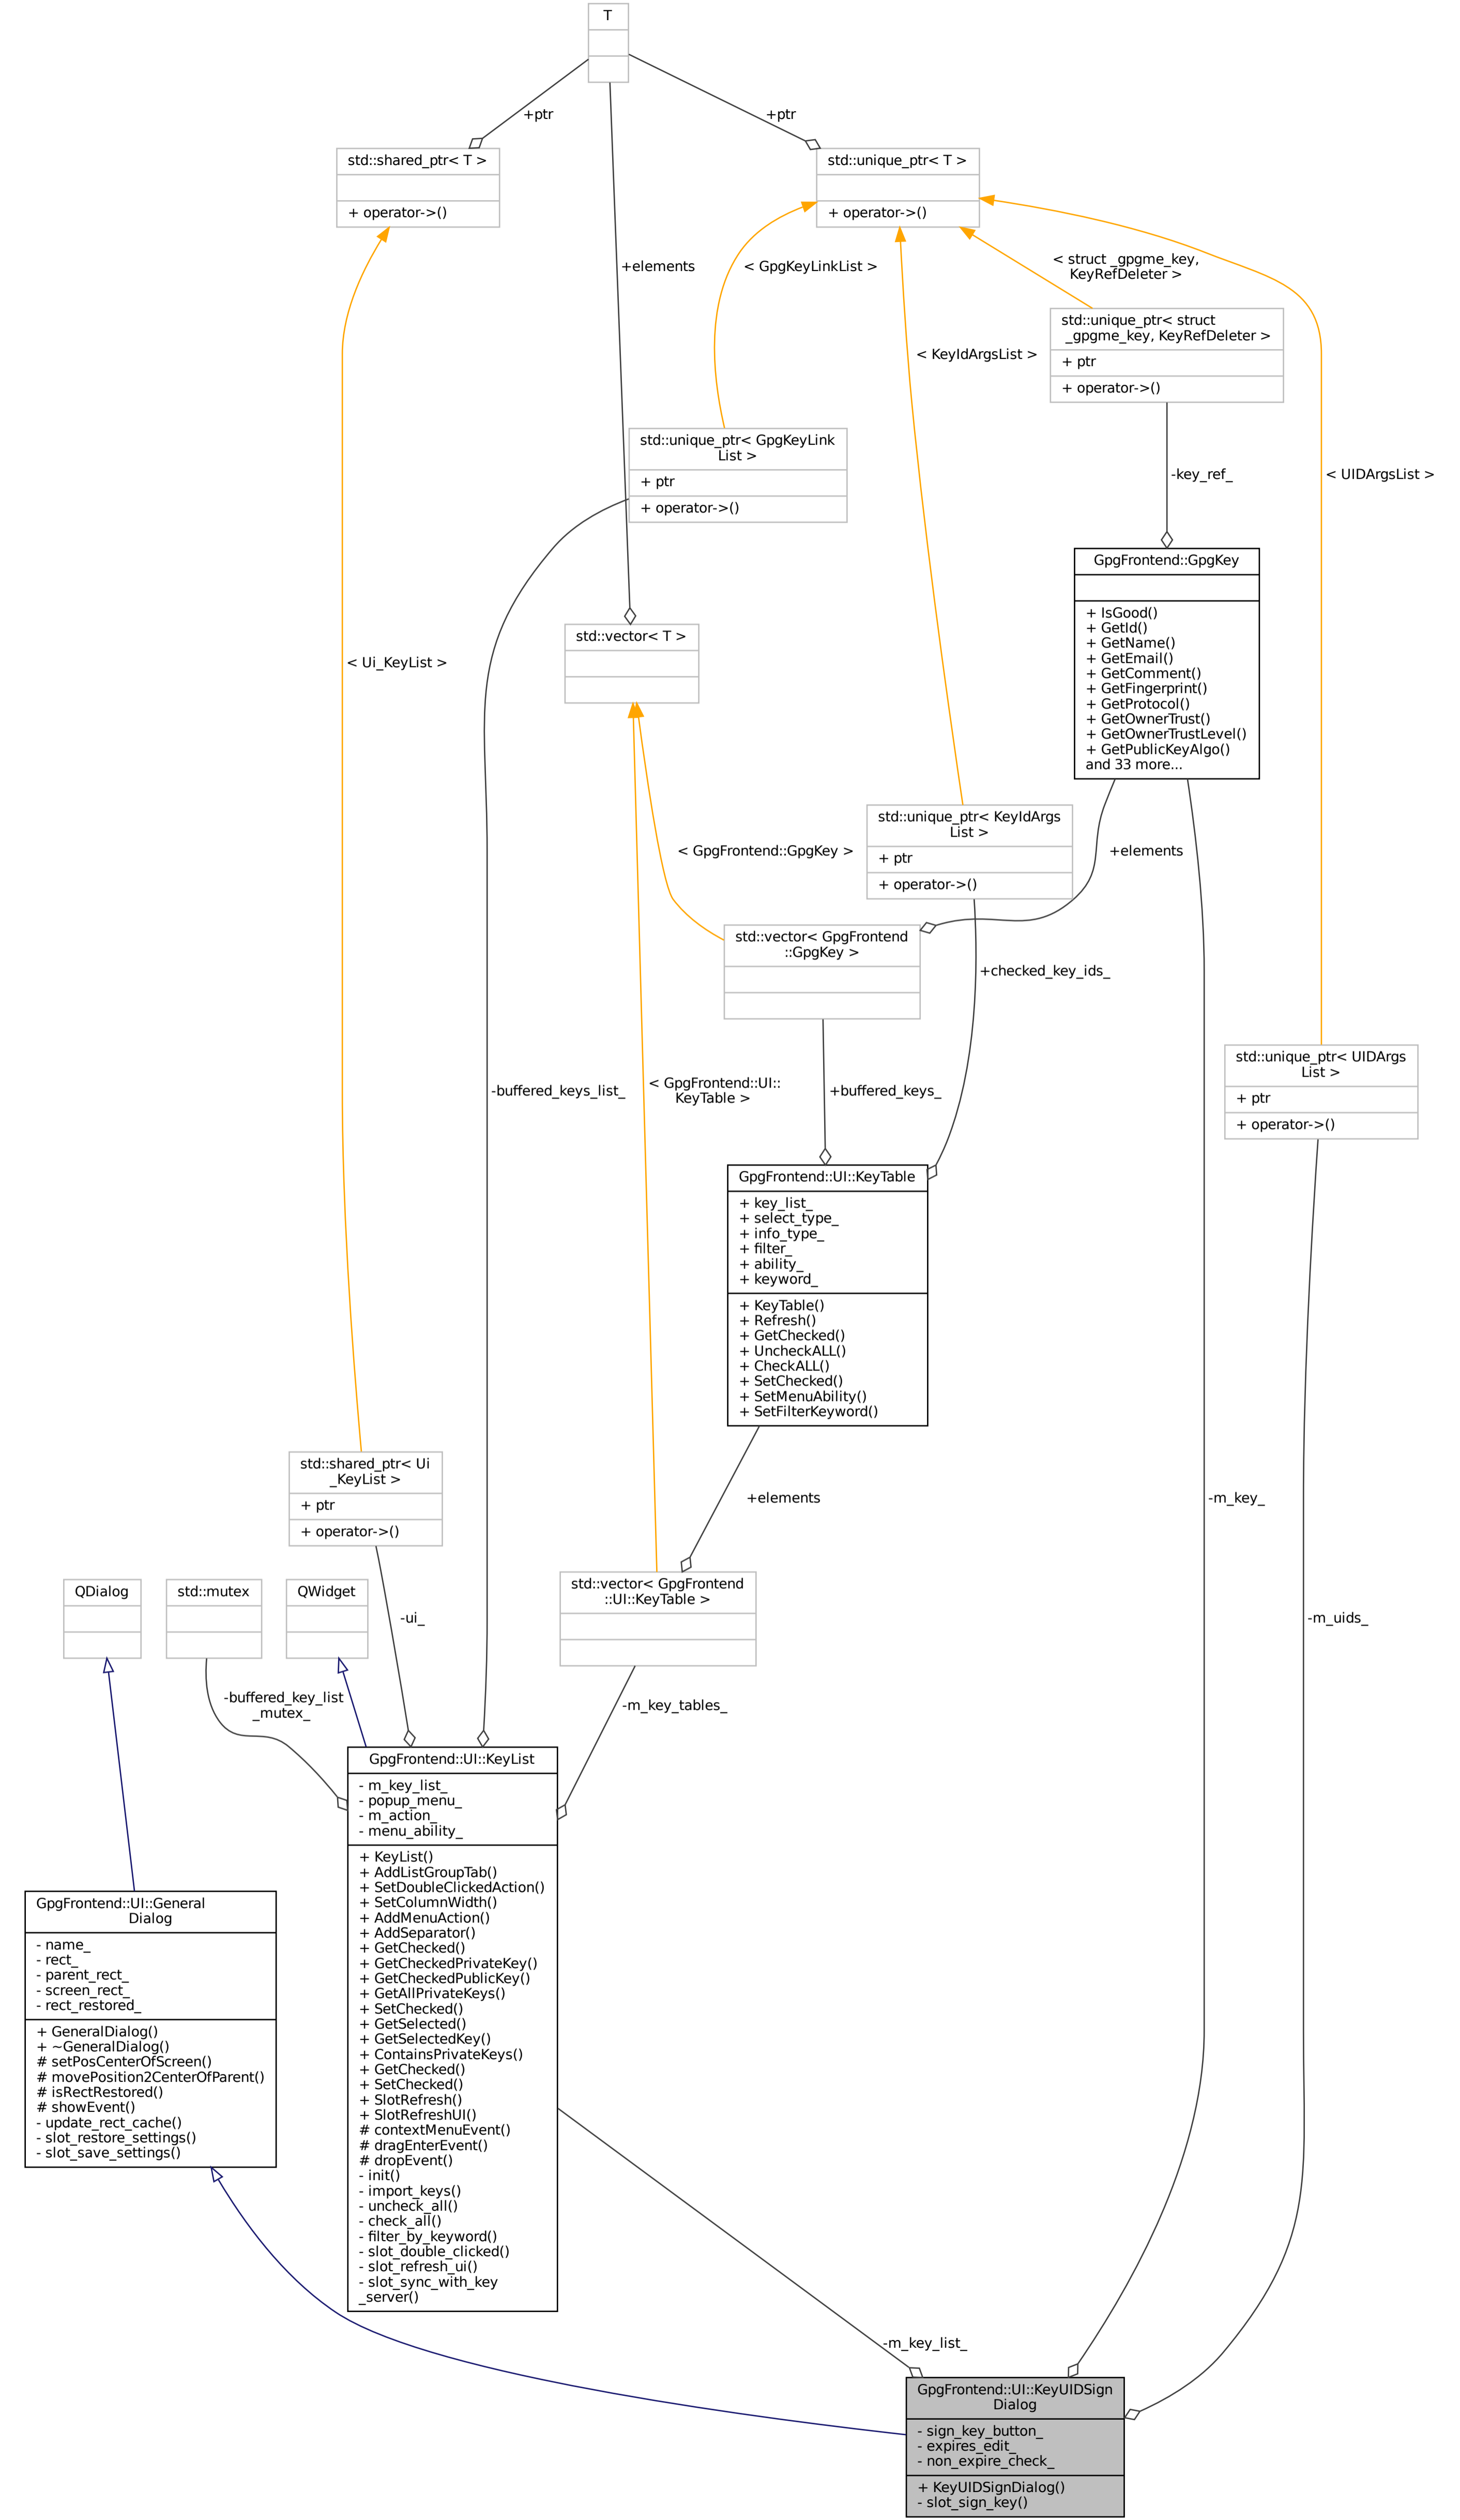 T
+ptr
+ptr
std::shared_ptr< T >
+ operator->()
std::unique_ptr< T >
+ operator->()
+elements
< GpgKeyLinkList >
< struct _gpgme_key,
KeyRefDeleter >
std::unique_ptr< struct
_gpgme_key, KeyRefDeleter >
+ ptr
+ operator->()
< KeyIdArgsList >
std::unique_ptr< GpgKeyLink
List >
+ ptr
+ operator->()
-key_ref_
< UIDArgsList >
GpgFrontend::GpgKey
+ IsGood()
+ GetId()
+ GetName()
+ GetEmail()
+ GetComment()
+ GetFingerprint()
+ GetProtocol()
+ GetOwnerTrust()
+ GetOwnerTrustLevel()
+ GetPublicKeyAlgo()
and 33 more...
std::vector< T >
< Ui_KeyList >
std::unique_ptr< KeyIdArgs
List >
+ ptr
+ operator->()
< GpgFrontend::GpgKey >
+elements
std::vector< GpgFrontend
::GpgKey >
+checked_key_ids_
std::unique_ptr< UIDArgs
List >
+ ptr
+ operator->()
-buffered_keys_list_
< GpgFrontend::UI::
KeyTable >
+buffered_keys_
GpgFrontend::UI::KeyTable
+ key_list_
+ select_type_
+ info_type_
+ filter_
+ ability_
+ keyword_
+ KeyTable()
+ Refresh()
+ GetChecked()
+ UncheckALL()
+ CheckALL()
+ SetChecked()
+ SetMenuAbility()
+ SetFilterKeyword()
std::shared_ptr< Ui
_KeyList >
+ ptr
+ operator->()
+elements
-m_key_
QDialog
std::mutex
QWidget
std::vector< GpgFrontend
::UI::KeyTable >
-ui_
-m_uids_
-buffered_key_list
_mutex_
-m_key_tables_
GpgFrontend::UI::KeyList
- m_key_list_
- popup_menu_
- m_action_
- menu_ability_
+ KeyList()
+ AddListGroupTab()
+ SetDoubleClickedAction()
+ SetColumnWidth()
+ AddMenuAction()
+ AddSeparator()
+ GetChecked()
+ GetCheckedPrivateKey()
+ GetCheckedPublicKey()
+ GetAllPrivateKeys()
+ SetChecked()
+ GetSelected()
+ GetSelectedKey()
+ ContainsPrivateKeys()
+ GetChecked()
+ SetChecked()
+ SlotRefresh()
+ SlotRefreshUI()
# contextMenuEvent()
# dragEnterEvent()
# dropEvent()
- init()
- import_keys()
- uncheck_all()
- check_all()
- filter_by_keyword()
- slot_double_clicked()
- slot_refresh_ui()
- slot_sync_with_key
_server()
GpgFrontend::UI::General
Dialog
- name_
- rect_
- parent_rect_
- screen_rect_
- rect_restored_
+ GeneralDialog()
+ ~GeneralDialog()
# setPosCenterOfScreen()
# movePosition2CenterOfParent()
# isRectRestored()
# showEvent()
- update_rect_cache()
- slot_restore_settings()
- slot_save_settings()
-m_key_list_
GpgFrontend::UI::KeyUIDSign
Dialog
- sign_key_button_
- expires_edit_
- non_expire_check_
+ KeyUIDSignDialog()
- slot_sign_key()